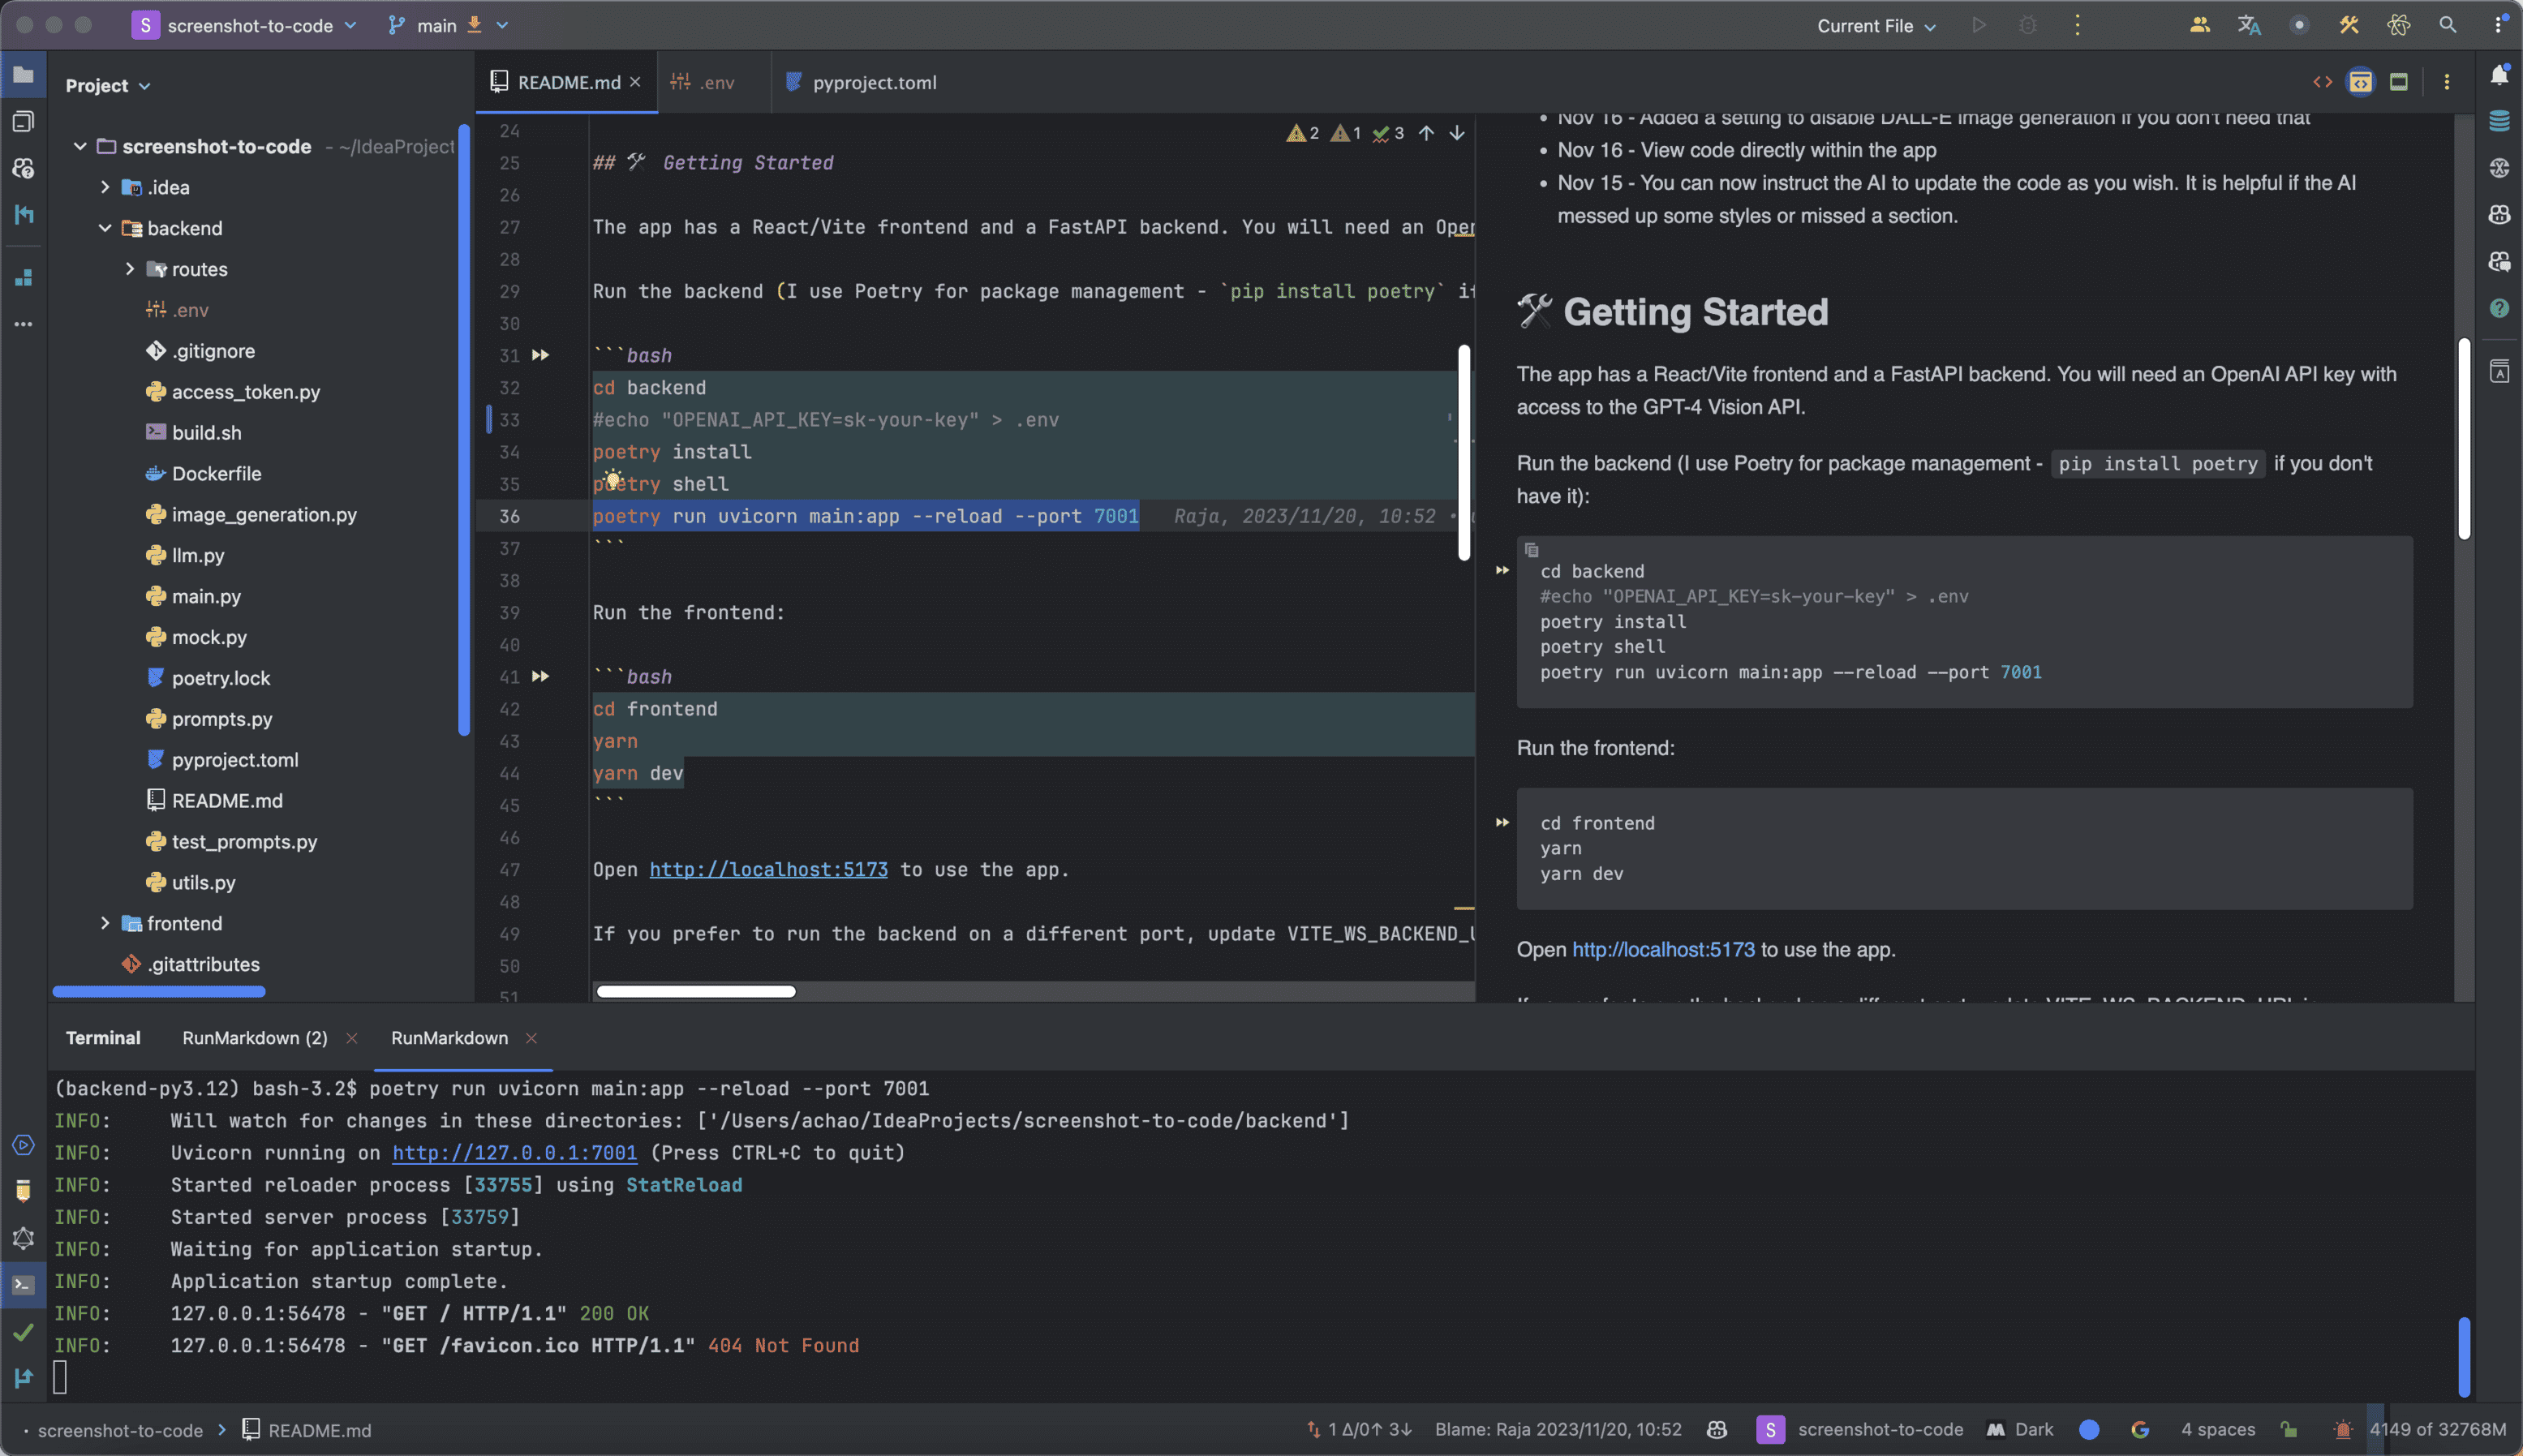 S screenshot-to-code main Current File
Project
README.md .env pyproject.toml
screenshot-to-code - ~/IdeaProject
.idea
backend
routes
.env
.gitignore
access_token.py
build.sh
Dockerfile
image_generation.py
llm.py
main.py
mock.py
poetry.lock
prompts.py
pyproject.toml
README.md
test_prompts.py
utils.py
frontend
.gitattributes
2 1 3
24
25 ## 🛠 Getting Started
26
27 The app has a React/Vite frontend and a FastAPI backend. You will need an Open
28
29 Run the backend (I use Poetry for package management - `pip install poetry` if
30
31 ```bash
32 cd backend
33 #echo "OPENAI_API_KEY=sk-your-key" > .env
34 poetry install
35 poetry shell
36 poetry run uvicorn main:app --reload --port 7001 Raja, 2023/11/20, 10:52 •
37 ```
38
39 Run the frontend:
40
41 ```bash
42 cd frontend
43 yarn
44 yarn dev
45 ```
46
47 Open http://localhost:5173 to use the app.
48
49 If you prefer to run the backend on a different port, update VITE_WS_BACKEND_U
50
51
• Nov 16 - Added a setting to disable DALL-E image generation if you don't need that
• Nov 16 - View code directly within the app
• Nov 15 - You can now instruct the AI to update the code as you wish. It is helpful if the AI
messed up some styles or missed a section.
🛠 Getting Started
The app has a React/Vite frontend and a FastAPI backend. You will need an OpenAI API key with
access to the GPT-4 Vision API.
Run the backend (I use Poetry for package management - pip install poetry if you don't
have it):
cd backend
#echo "OPENAI_API_KEY=sk-your-key" > .env
poetry install
poetry shell
poetry run uvicorn main:app --reload --port 7001
Run the frontend:
cd frontend
yarn
yarn dev
Open http://localhost:5173 to use the app.
Terminal RunMarkdown (2) RunMarkdown
(backend-py3.12) bash-3.2$ poetry run uvicorn main:app --reload --port 7001
INFO: Will watch for changes in these directories: ['/Users/achao/IdeaProjects/screenshot-to-code/backend']
INFO: Uvicorn running on http://127.0.0.1:7001 (Press CTRL+C to quit)
INFO: Started reloader process [33755] using StatReload
INFO: Started server process [33759]
INFO: Waiting for application startup.
INFO: Application startup complete.
INFO: 127.0.0.1:56478 - "GET / HTTP/1.1" 200 OK
INFO: 127.0.0.1:56478 - "GET /favicon.ico HTTP/1.1" 404 Not Found
screenshot-to-code > README.md 1 Δ/0↑ 3↓ Blame: Raja 2023/11/20, 10:52 S screenshot-to-code Dark G 4 spaces 4149 of 32768M